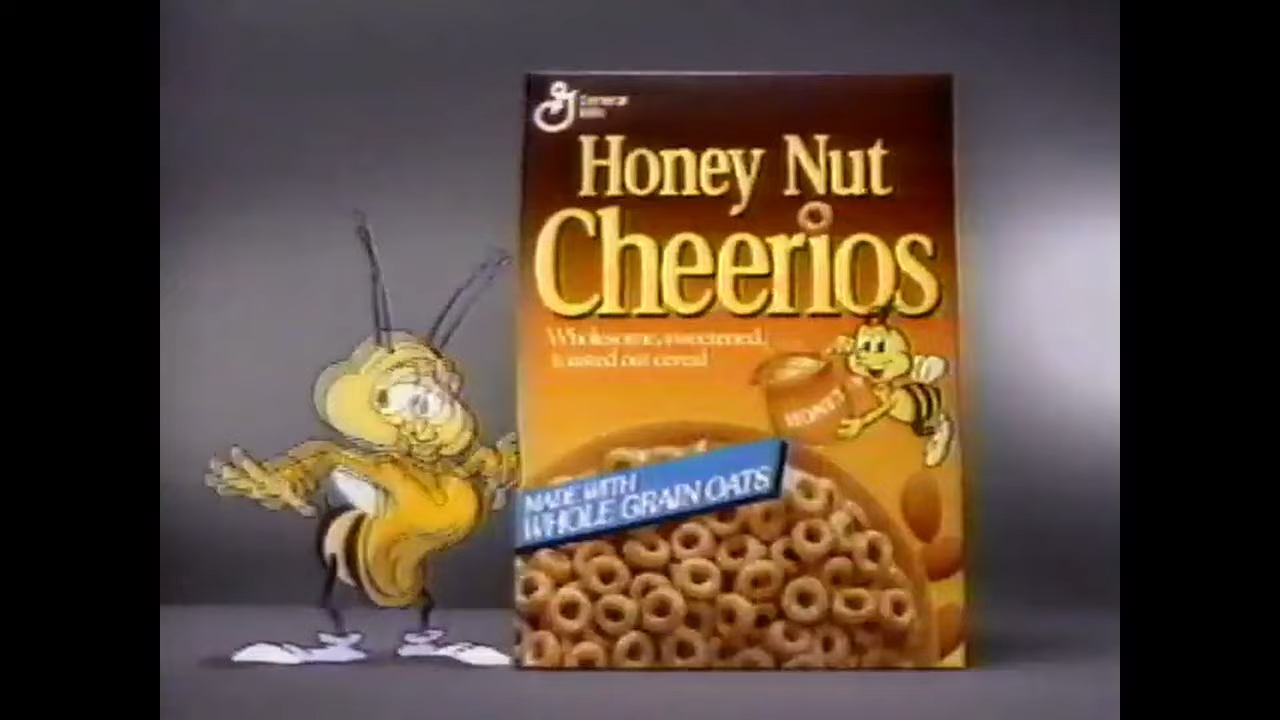 General
Mills
Honey Nut
Cheerios
Wholesome, sweetened,
toasted oat cereal
HONEY
MADE WITH
WHOLE GRAIN OATS